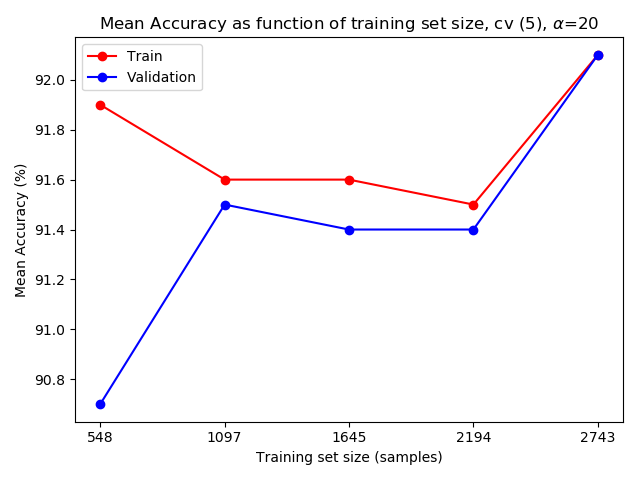 Mean Accuracy as function of training set size, cv (5), α=20
Train
Validation
Mean Accuracy (%)
92.0
91.8
91.6
91.4
91.2
91.0
90.8
548 1097 1645 2194 2743
Training set size (samples)